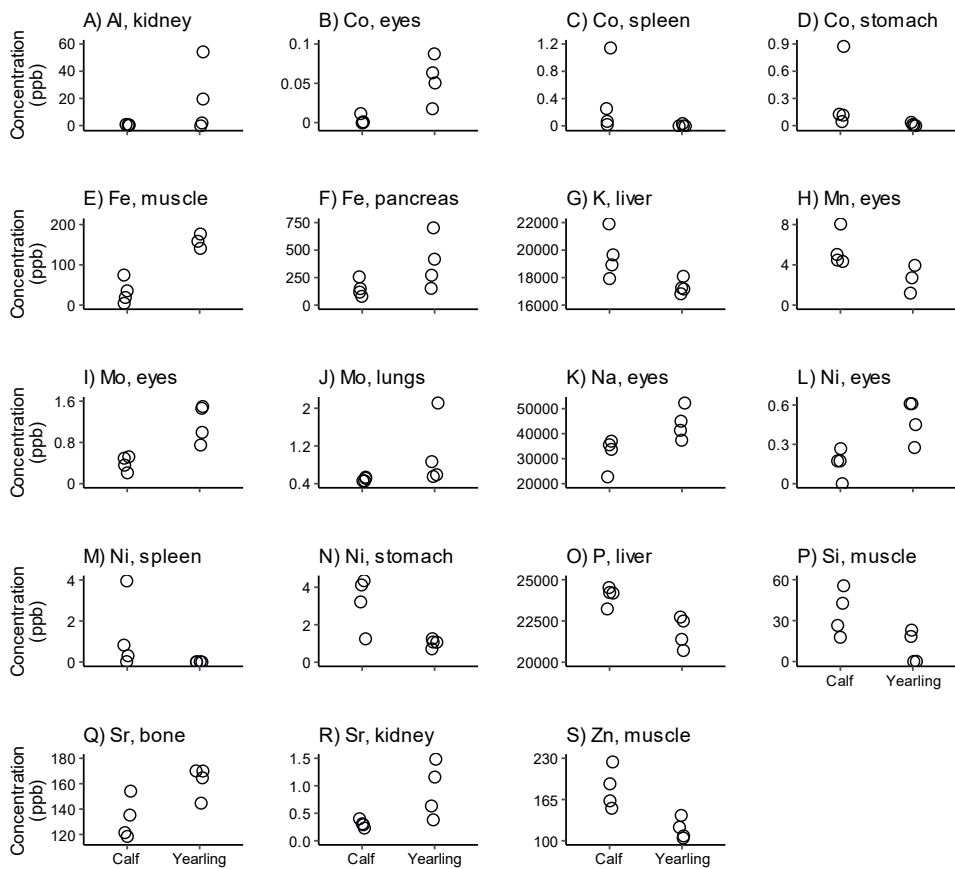 A) Al, kidney
B) Co, eyes
C) Co, spleen
D) Co, stomach
Concentration
(ppb)
60
40
20
0
0.1
0.05
0
1.2
0.8
0.4
0
0.9
0.6
0.3
0
E) Fe, muscle
F) Fe, pancreas
G) K, liver
H) Mn, eyes
Concentration
(ppb)
200
100
0
750
500
250
0
22000
20000
18000
16000
8
4
0
I) Mo, eyes
J) Mo, lungs
K) Na, eyes
L) Ni, eyes
Concentration
(ppb)
1.6
0.8
0
2
1.2
0.4
50000
40000
30000
20000
0.6
0.3
0
M) Ni, spleen
N) Ni, stomach
O) P, liver
P) Si, muscle
Concentration
(ppb)
4
2
0
4
2
0
25000
22500
20000
60
30
0
Calf
Yearling
Q) Sr, bone
R) Sr, kidney
S) Zn, muscle
Concentration
(ppb)
180
160
140
120
1.5
1.0
0.5
0.0
230
165
100
Calf
Yearling
Calf
Yearling
Calf
Yearling